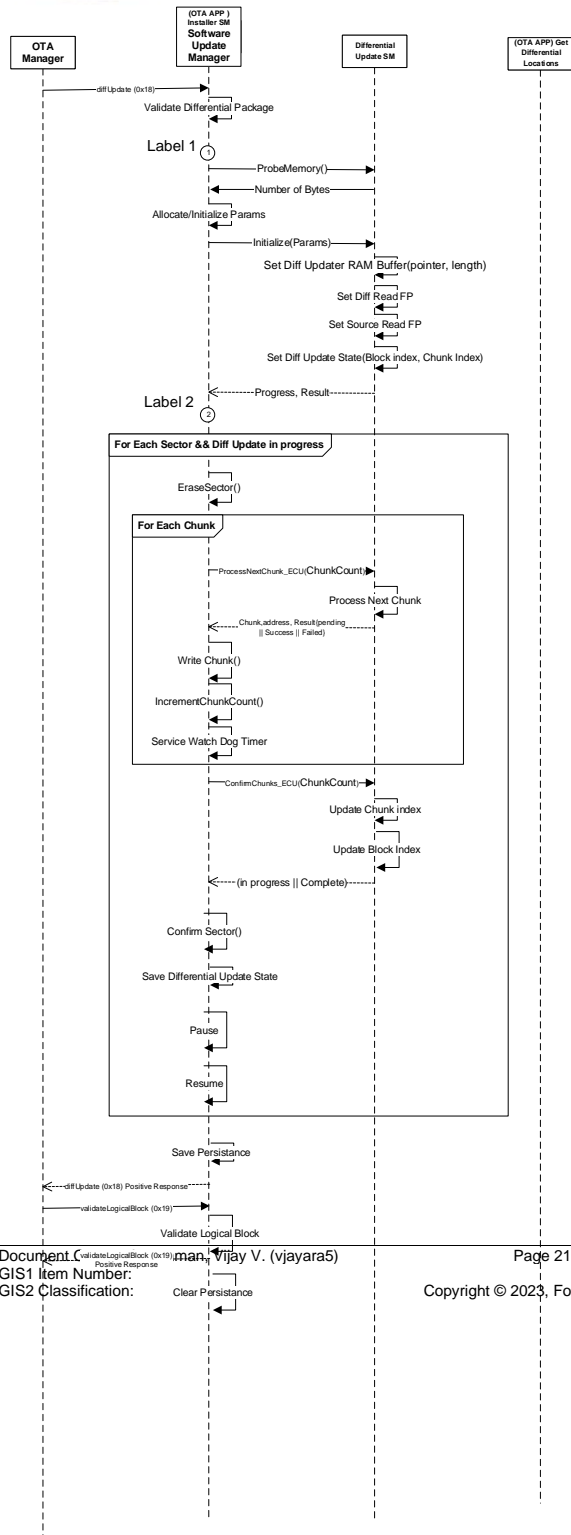 (OTA APP )
Installer SM
Software
Update
Manager
OTA
Manager
Differential
Update SM
(OTA APP) Get
Differential
Locations
diffUpdate (0x18)
Validate Differential Package
Label 1
1
ProbeMemory()
Number of Bytes
Allocate/Initialize Params
Initialize(Params)
Set Diff Updater RAM Buffer(pointer, length)
Set Diff Read FP
Set Source Read FP
Set Diff Update State(Block index, Chunk Index)
Progress, Result
Label 2
2
For Each Sector && Diff Update in progress
EraseSector()
For Each Chunk
ProcessNextChunk_ECU(ChunkCount)
Process Next Chunk
Chunk,address, Result(pending
|| Success || Failed)
Write Chunk()
IncrementChunkCount()
Service Watch Dog Timer
ConfirmChunks_ECU(ChunkCount)
Update Chunk index
Update Block Index
(in progress || Complete)
Confirm Sector()
Save Differential Update State
Pause
Resume
Save Persistance
diffUpdate (0x18) Positive Response
validateLogicalBlock (0x19)
Validate Logical Block
validateLogicalBlock (0x19)
Positive Response
Document man, Vijay V. (vjayara5) Page 21
GIS1 Item Number:
GIS2 Classification: Copyright © 2023, Fo
Clear Persistance